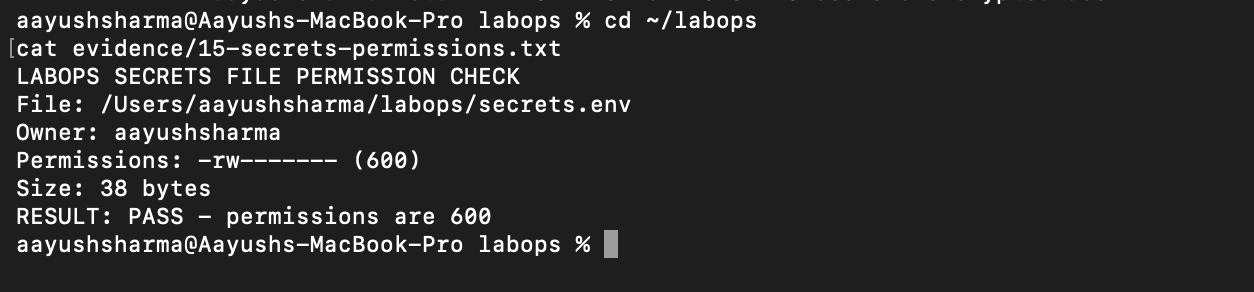 aayushsharma@Aayushs-MacBook-Pro labops % cd ~/labops
[cat evidence/15-secrets-permissions.txt
LABOPS SECRETS FILE PERMISSION CHECK
File: /Users/aayushsharma/labops/secrets.env
Owner: aayushsharma
Permissions: -rw------- (600)
Size: 38 bytes
RESULT: PASS - permissions are 600
aayushsharma@Aayushs-MacBook-Pro labops %